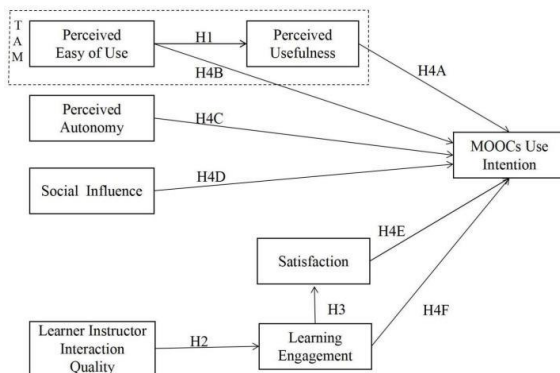 T
A
M
Perceived
Easy of Use
H1
Perceived
Usefulness
H4B
H4A
Perceived
Autonomy
H4C
MOOCs Use
Intention
Social Influence
H4D
Satisfaction
H4E
H3
H4F
Learner Instructor
Interaction
Quality
H2
Learning
Engagement